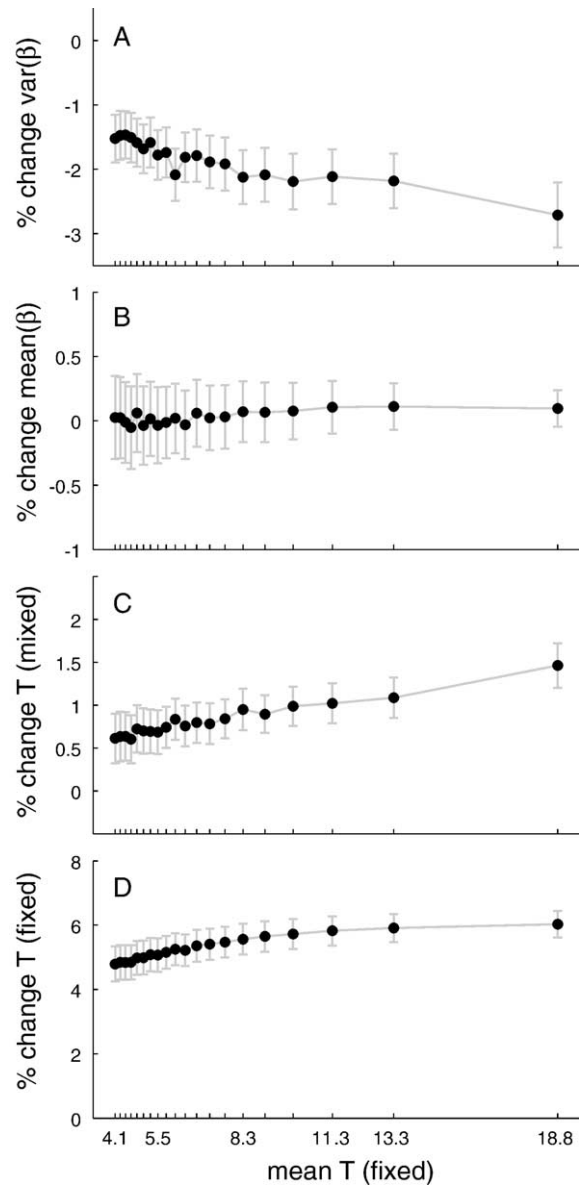 A
% change var(β)
0
-1
-2
-3
B
% change mean(β)
1
0.5
0
-0.5
-1
C
% change T (mixed)
2
1.5
1
0.5
0
D
% change T (fixed)
8
6
4
2
0
4.1 5.5 8.3 11.3 13.3 18.8
mean T (fixed)